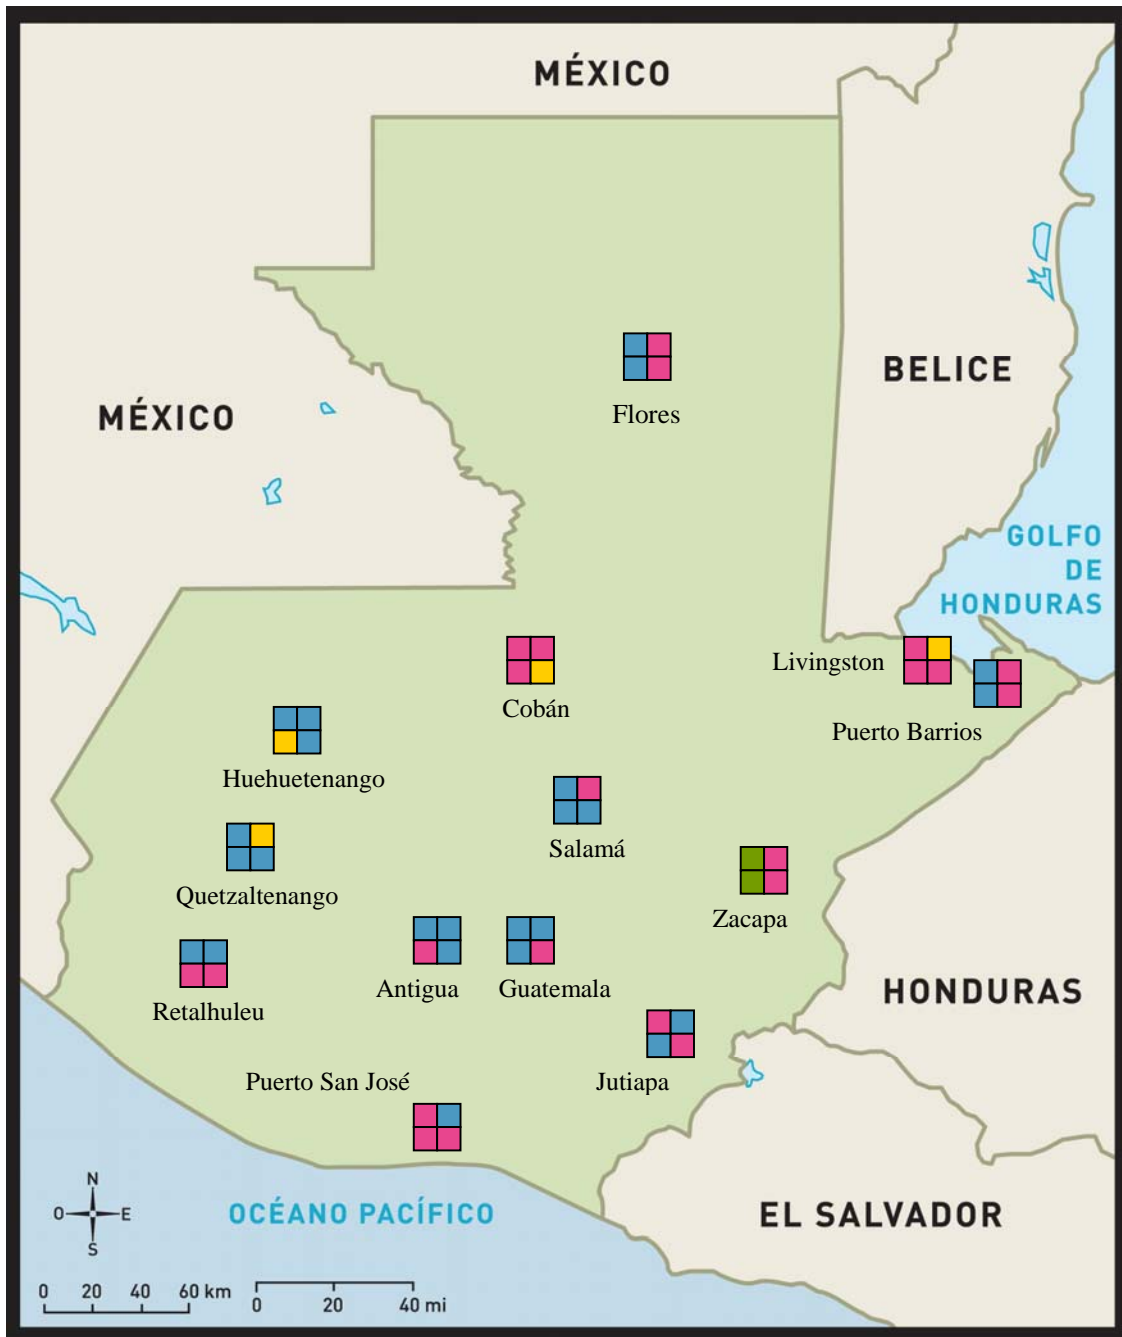 MÉXICO
MÉXICO
BELICE
Flores
GOLFO
DE
HONDURAS
Livingston
Cobán
Puerto Barrios
Huehuetenango
Salamá
Quetzaltenango
Zacapa
Antigua
Guatemala
Retalhuleu
HONDURAS
Puerto San José
Jutiapa
OCÉANO PACÍFICO
EL SALVADOR
N
O E
S
0 20 40 60 km
0 20 40 mi